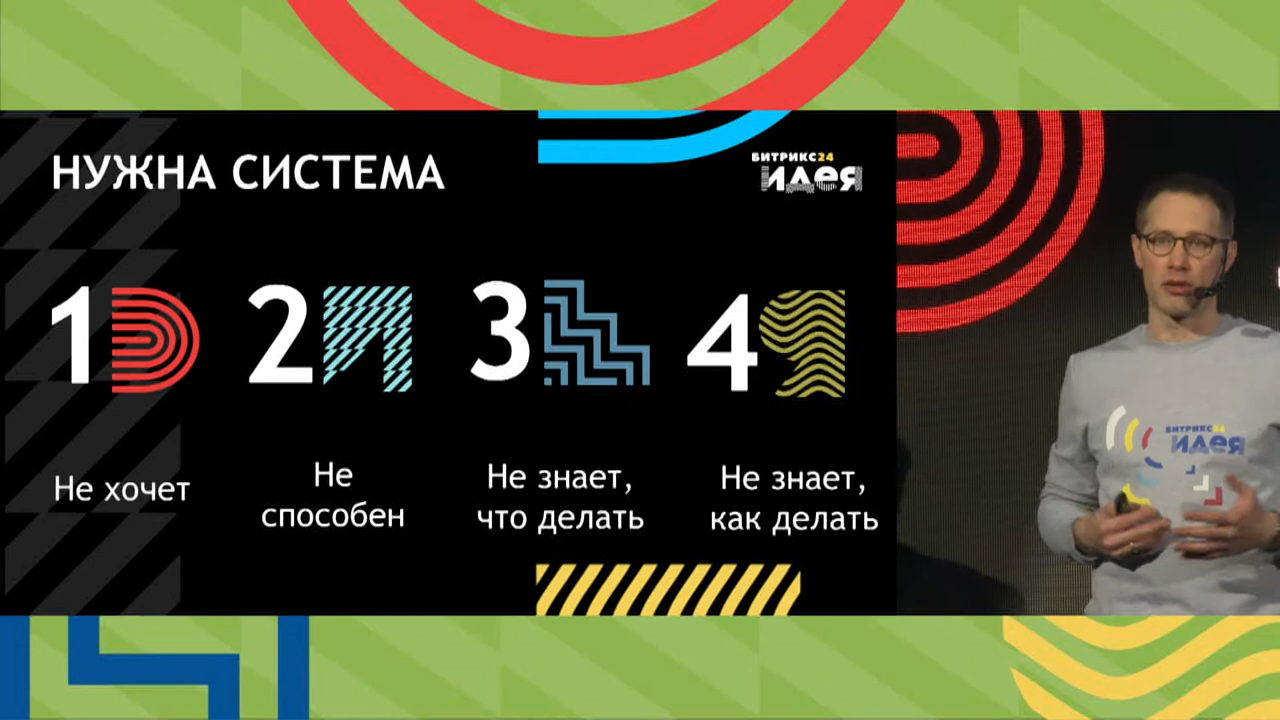 НУЖНА СИСТЕМА
БИТРИКС24
идея
1
2
3
4
Не хочет
Не
способен
Не знает,
что делать
Не знает,
как делать
БИТРИКС24
идея